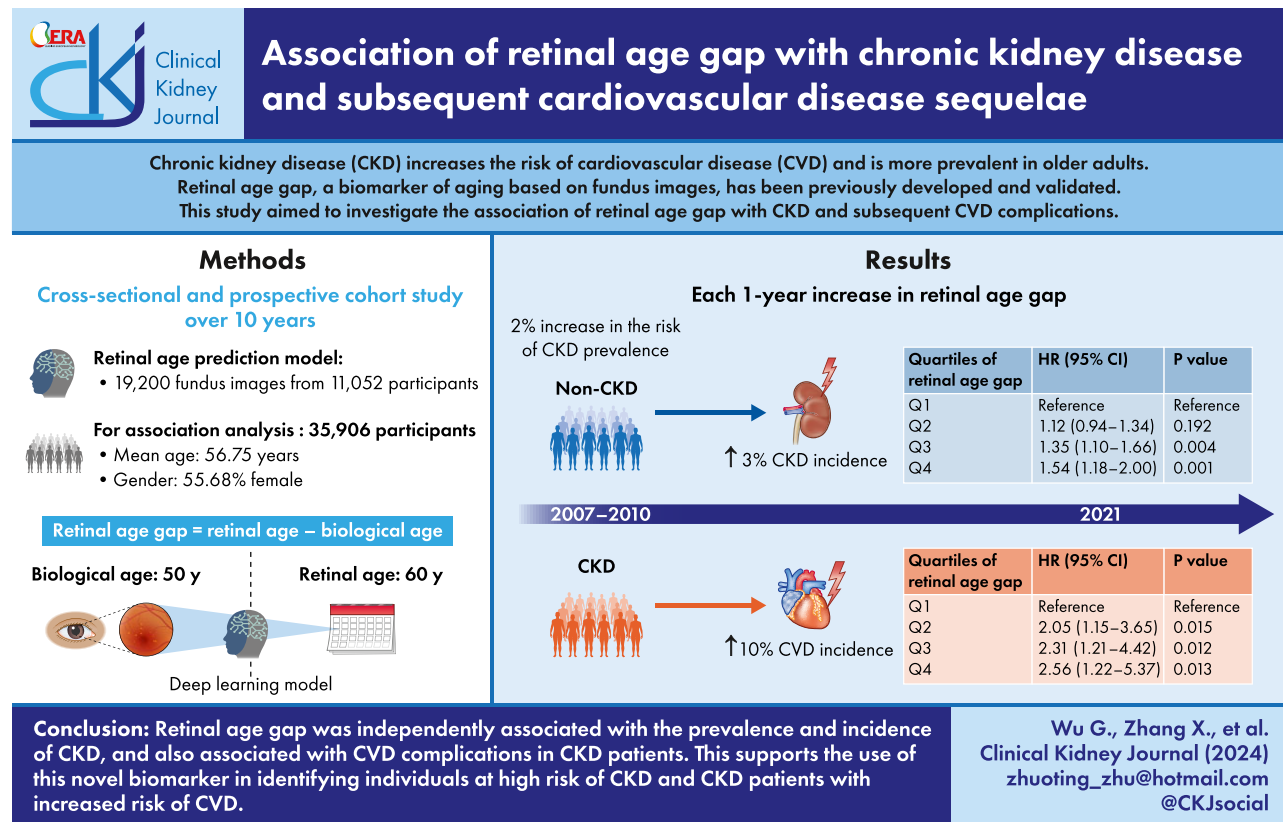 ERA
CKJ
Clinical
Kidney
Journal
Association of retinal age gap with chronic kidney disease
and subsequent cardiovascular disease sequelae
Chronic kidney disease (CKD) increases the risk of cardiovascular disease (CVD) and is more prevalent in older adults.
Retinal age gap, a biomarker of aging based on fundus images, has been previously developed and validated.
This study aimed to investigate the association of retinal age gap with CKD and subsequent CVD complications.
Methods
Cross-sectional and prospective cohort study
over 10 years
Retinal age prediction model:
• 19,200 fundus images from 11,052 participants
For association analysis : 35,906 participants
• Mean age: 56.75 years
• Gender: 55.68% female
Retinal age gap = retinal age – biological age
Biological age: 50 y
Retinal age: 60 y
Deep learning model
Results
Each 1-year increase in retinal age gap
2% increase in the risk
of CKD prevalence
Non-CKD
↑ 3% CKD incidence
Quartiles of retinal age gap HR (95% CI) P value
Q1 Reference Reference
Q2 1.12 (0.94–1.34) 0.192
Q3 1.35 (1.10–1.66) 0.004
Q4 1.54 (1.18–2.00) 0.001
2007–2010 2021
CKD
↑10% CVD incidence
Quartiles of retinal age gap HR (95% CI) P value
Q1 Reference Reference
Q2 2.05 (1.15–3.65) 0.015
Q3 2.31 (1.21–4.42) 0.012
Q4 2.56 (1.22–5.37) 0.013
Conclusion: Retinal age gap was independently associated with the prevalence and incidence
of CKD, and also associated with CVD complications in CKD patients. This supports the use of
this novel biomarker in identifying individuals at high risk of CKD and CKD patients with
increased risk of CVD.
Wu G., Zhang X., et al.
Clinical Kidney Journal (2024)
zhuoting_zhu@hotmail.com
@CKJsocial